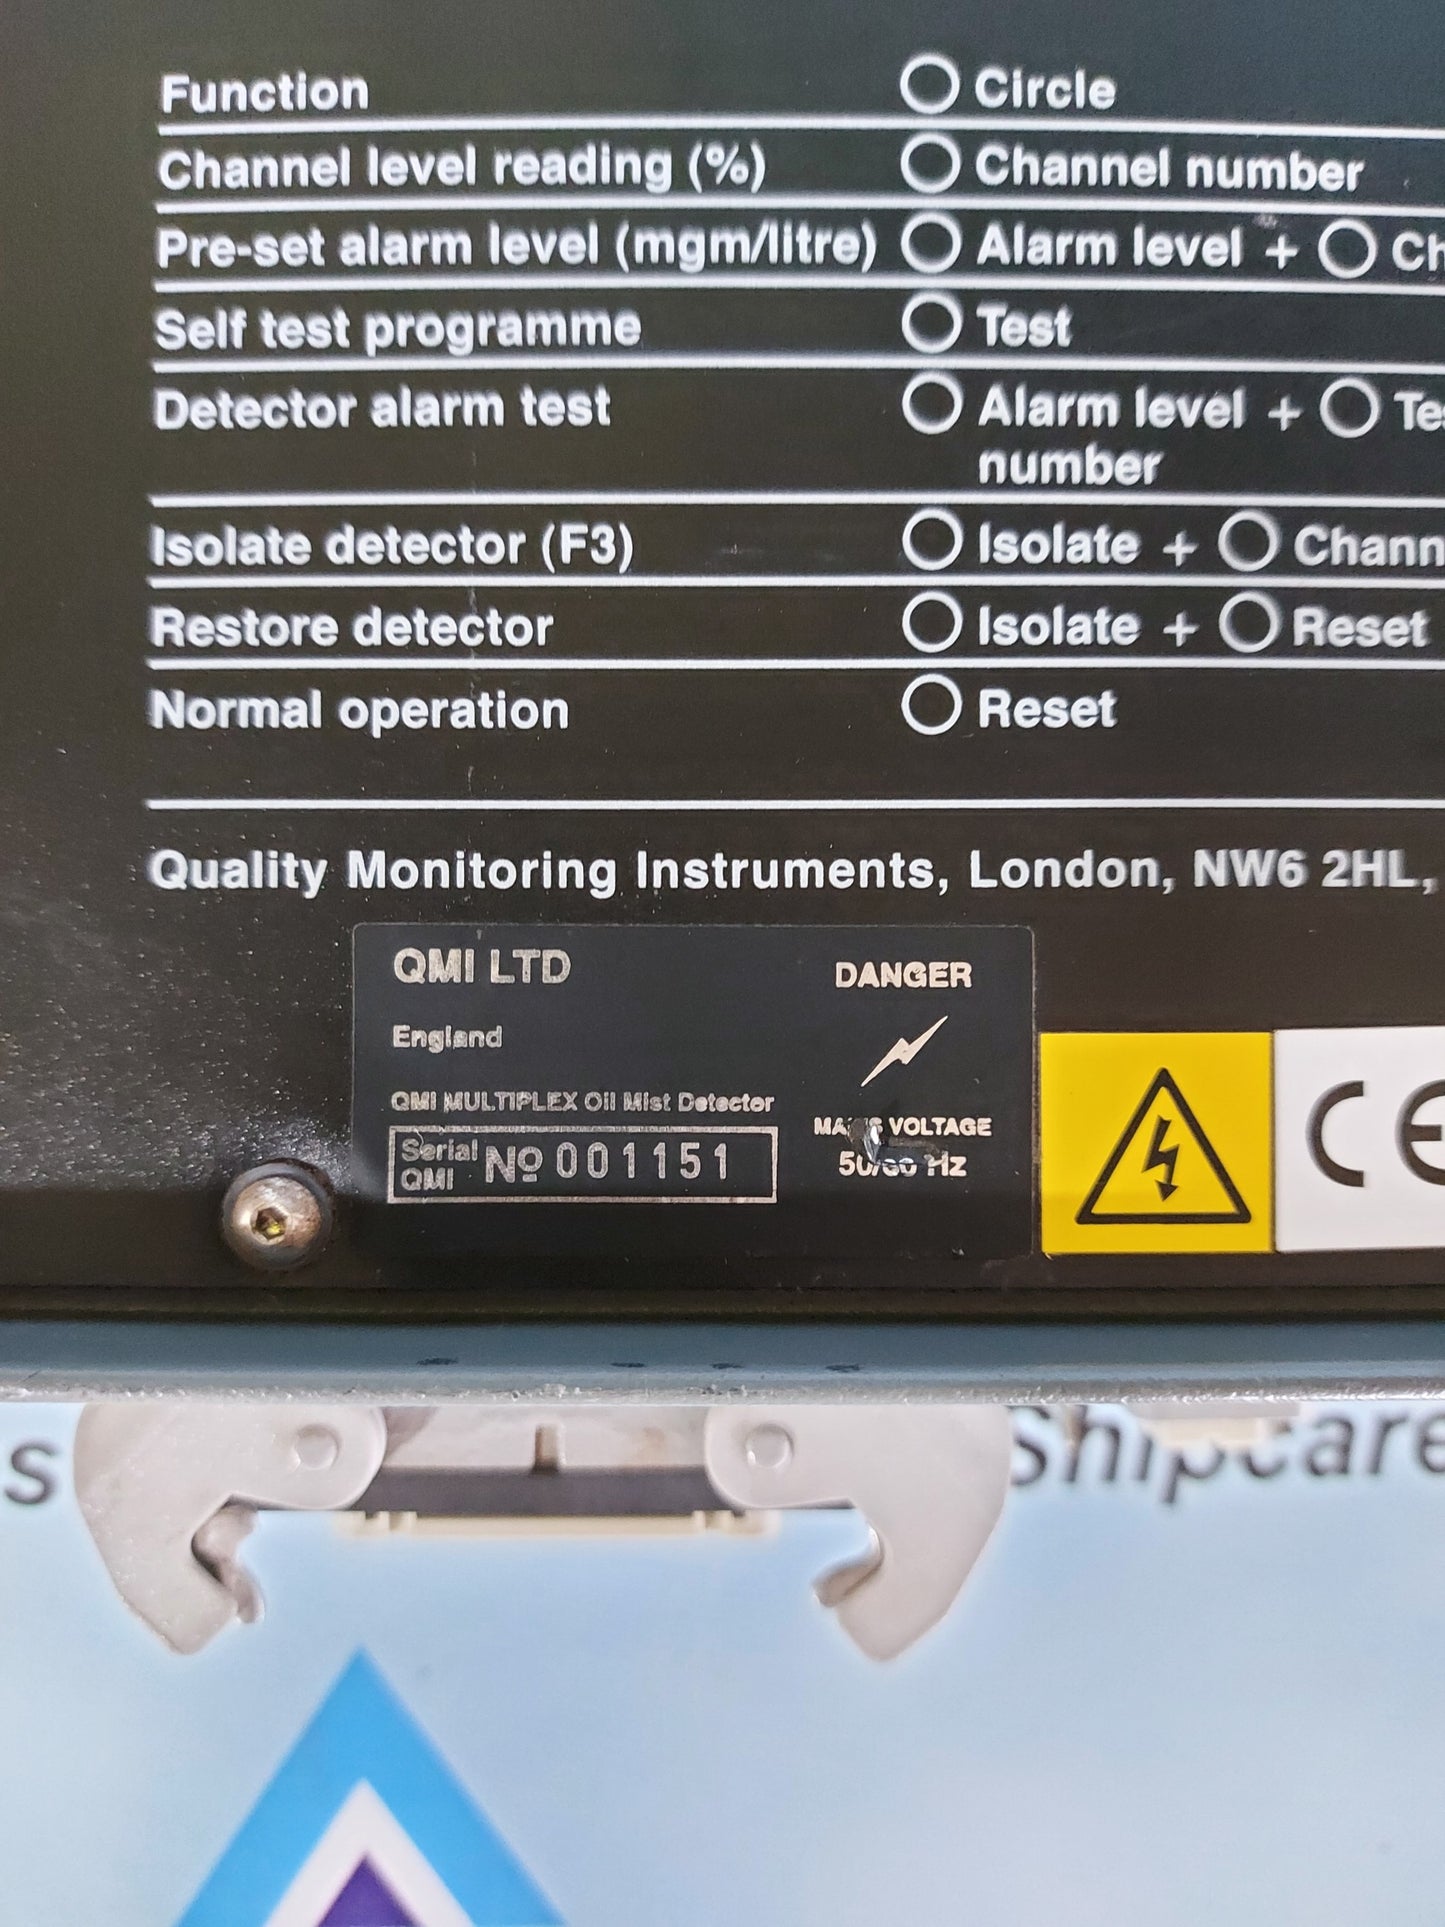 Function Circle
Channel level reading (%) Channel number
Pre-set alarm level (mgm/litre) Alarm level +
Self test programme Test
Detector alarm test Alarm level +
number
Isolate detector (F3) Isolate +
Restore detector Isolate + Reset
Normal operation Reset
Quality Monitoring Instruments, London, NW6 2HL,
QMI LTD
DANGER
England
QMI MULTIPLEX Oil Mist Detector
Serial
QMI
Nº 001151
VOLTAGE
Hz
CE
Shipcare